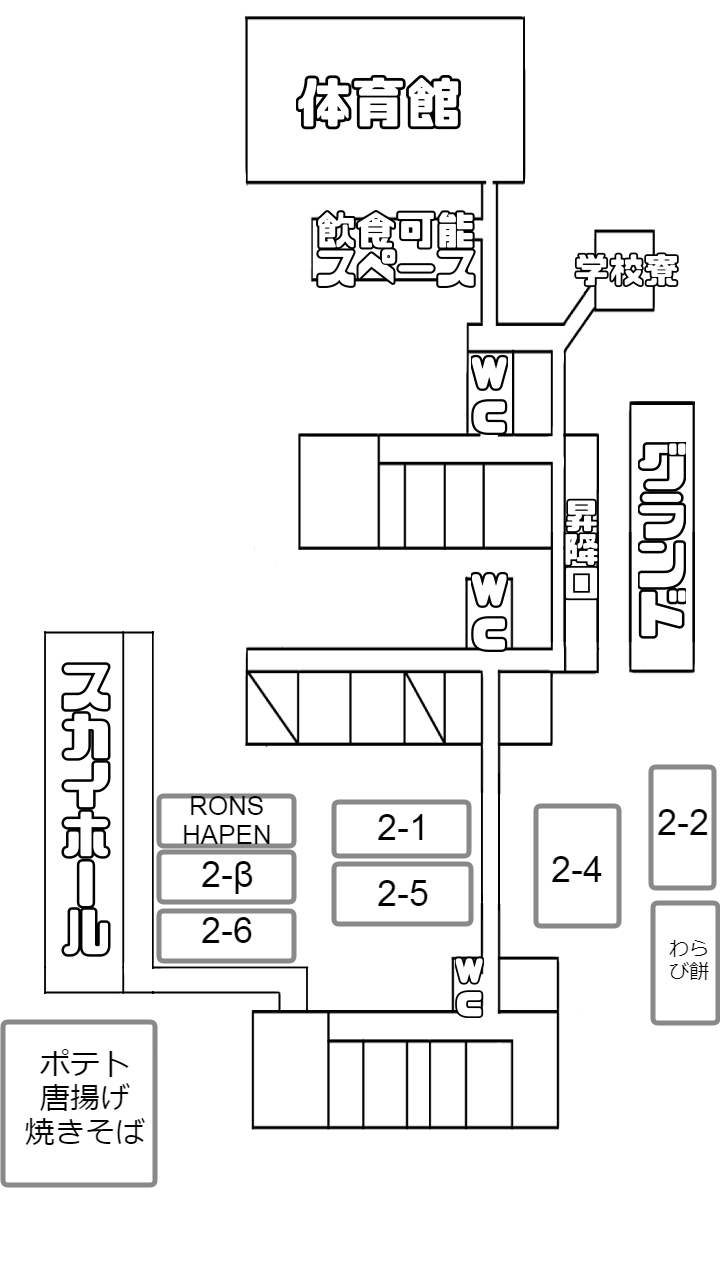 体育館
飲食可能
スペース
学校寮
WC
グランド
昇降口
WC
スカイホール
RONS
HAPEN
2-1
2-2
2-β
2-4
2-5
2-6
わら
び餅
WC
ポテト
唐揚げ
焼きそば